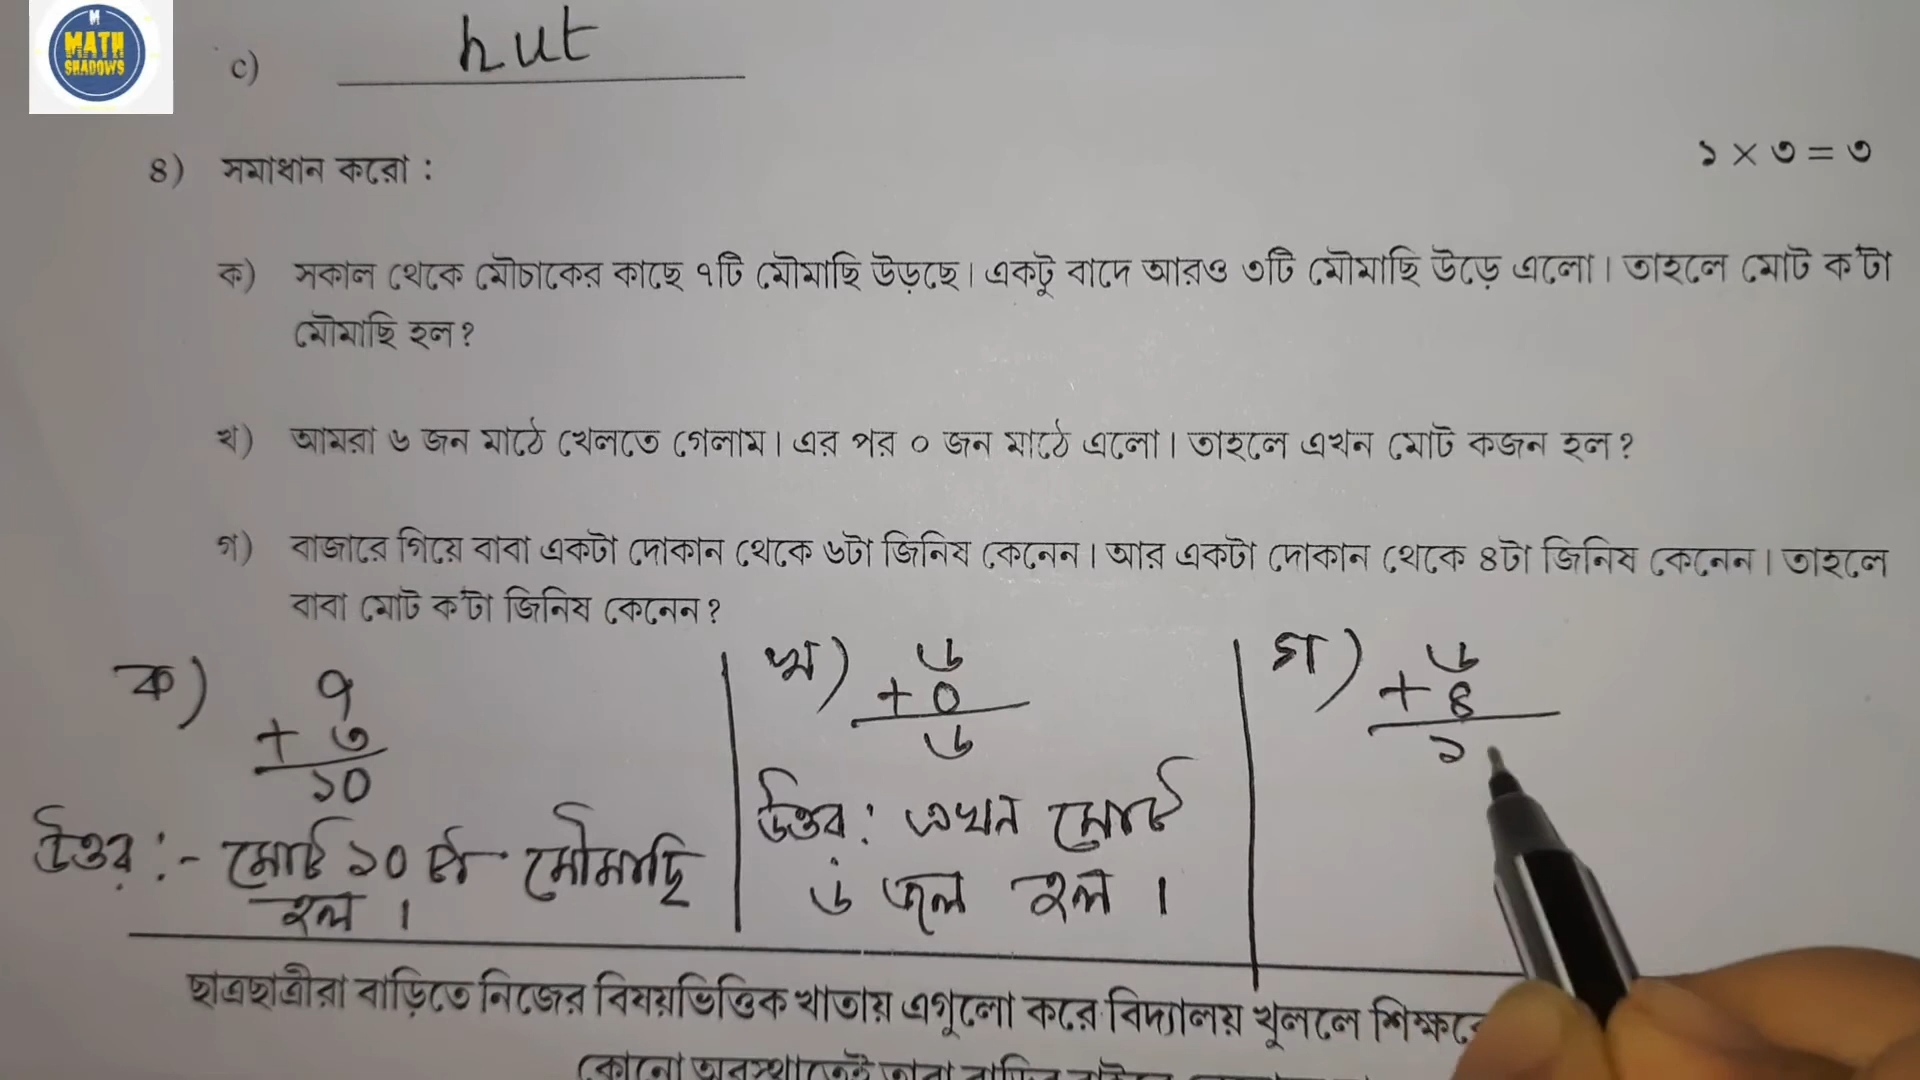 M
MATH
SHADOWS
c) hut
৪) সমাধান করো : ১ × ৩ = ৩
ক) সকাল থেকে মৌচাকের কাছে ৭টি মৌমাছি উড়ছে। একটু বাদে আরও ৩টি মৌমাছি উড়ে এলো। তাহলে মোট ক'টা
মৌমাছি হল?
খ) আমরা ৬ জন মাঠে খেলতে গেলাম। এর পর ০ জন মাঠে এলো। তাহলে এখন মোট কজন হল?
গ) বাজারে গিয়ে বাবা একটা দোকান থেকে ৬টা জিনিষ কেনেন। আর একটা দোকান থেকে ৪টা জিনিষ কেনেন। তাহলে
বাবা মোট ক'টা জিনিষ কেনেন?
ক) ৭
+ ৩
১০
উত্তর :- মোট ১০ টা মৌমাছি
হল ।
খ) ৬
+ ০
৬
উত্তর : এখন মোট
৬ জন হল ।
গ) ৬
+ ৪
১
ছাত্রছাত্রীরা বাড়িতে নিজের বিষয়ভিত্তিক খাতায় এগুলো করে বিদ্যালয় খুললে
কোনো অবস্থাতেই তারা